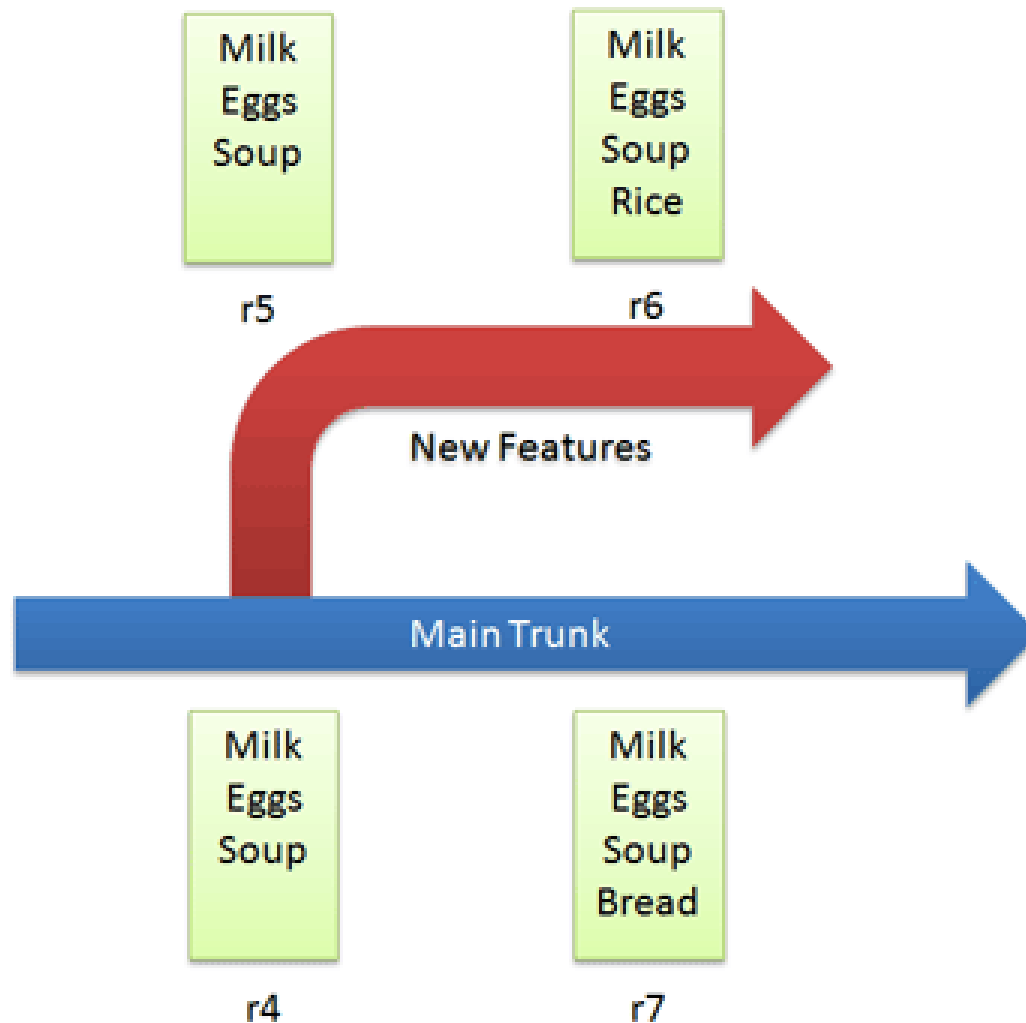 Milk
Eggs
Soup
Milk
Eggs
Soup
Rice
r5
r6
New Features
Main Trunk
Milk
Eggs
Soup
Milk
Eggs
Soup
Bread
r4
r7